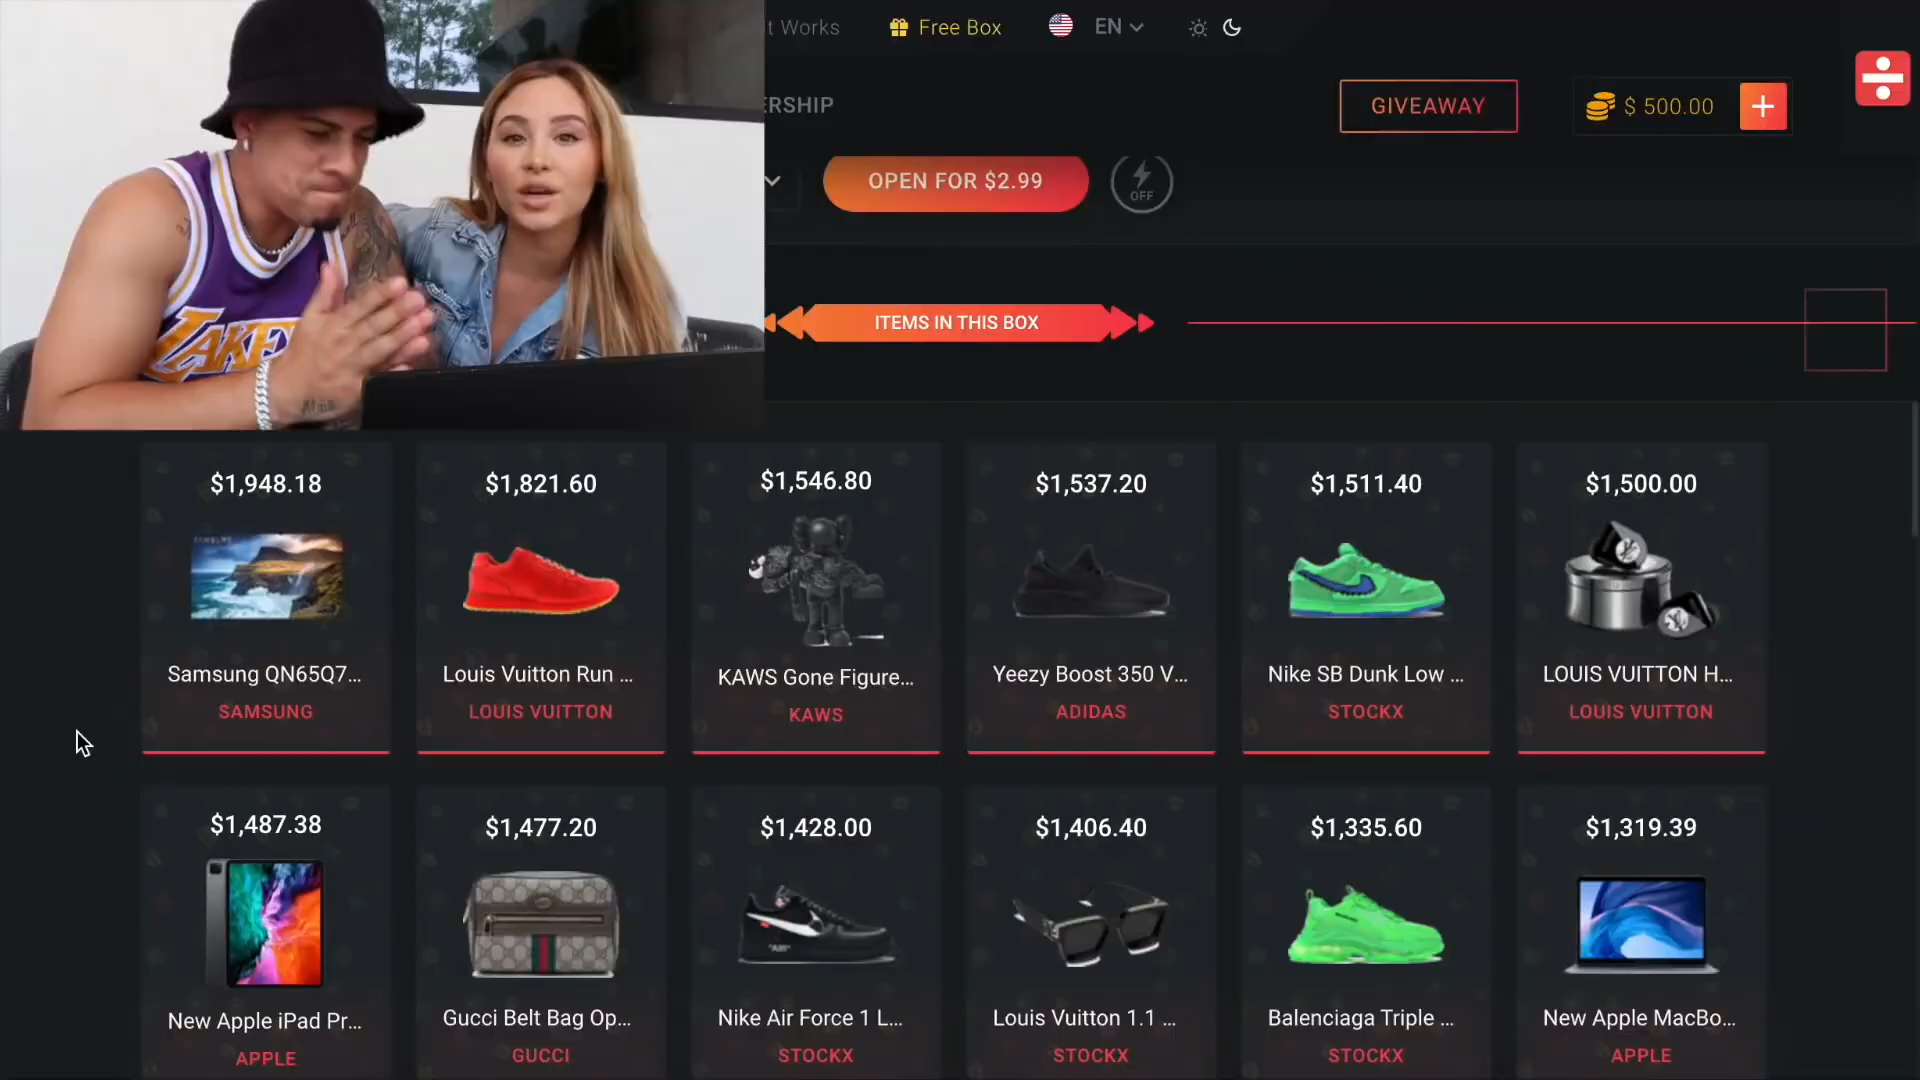 t Works
Free Box
EN
ERSHIP
GIVEAWAY
$ 500.00
OPEN FOR $2.99
OFF
LAKE
ITEMS IN THIS BOX
$1,948.18
$1,821.60
$1,546.80
$1,537.20
$1,511.40
$1,500.00
Samsung QN65Q7...
Louis Vuitton Run ...
KAWS Gone Figure...
Yeezy Boost 350 V...
Nike SB Dunk Low ...
LOUIS VUITTON H...
SAMSUNG
LOUIS VUITTON
KAWS
ADIDAS
STOCKX
LOUIS VUITTON
$1,487.38
$1,477.20
$1,428.00
$1,406.40
$1,335.60
$1,319.39
"AIR"
New Apple iPad Pr...
Gucci Belt Bag Op...
Nike Air Force 1 L...
Louis Vuitton 1.1 ...
Balenciaga Triple ...
New Apple MacBo...
APPLE
GUCCI
STOCKX
STOCKX
STOCKX
APPLE